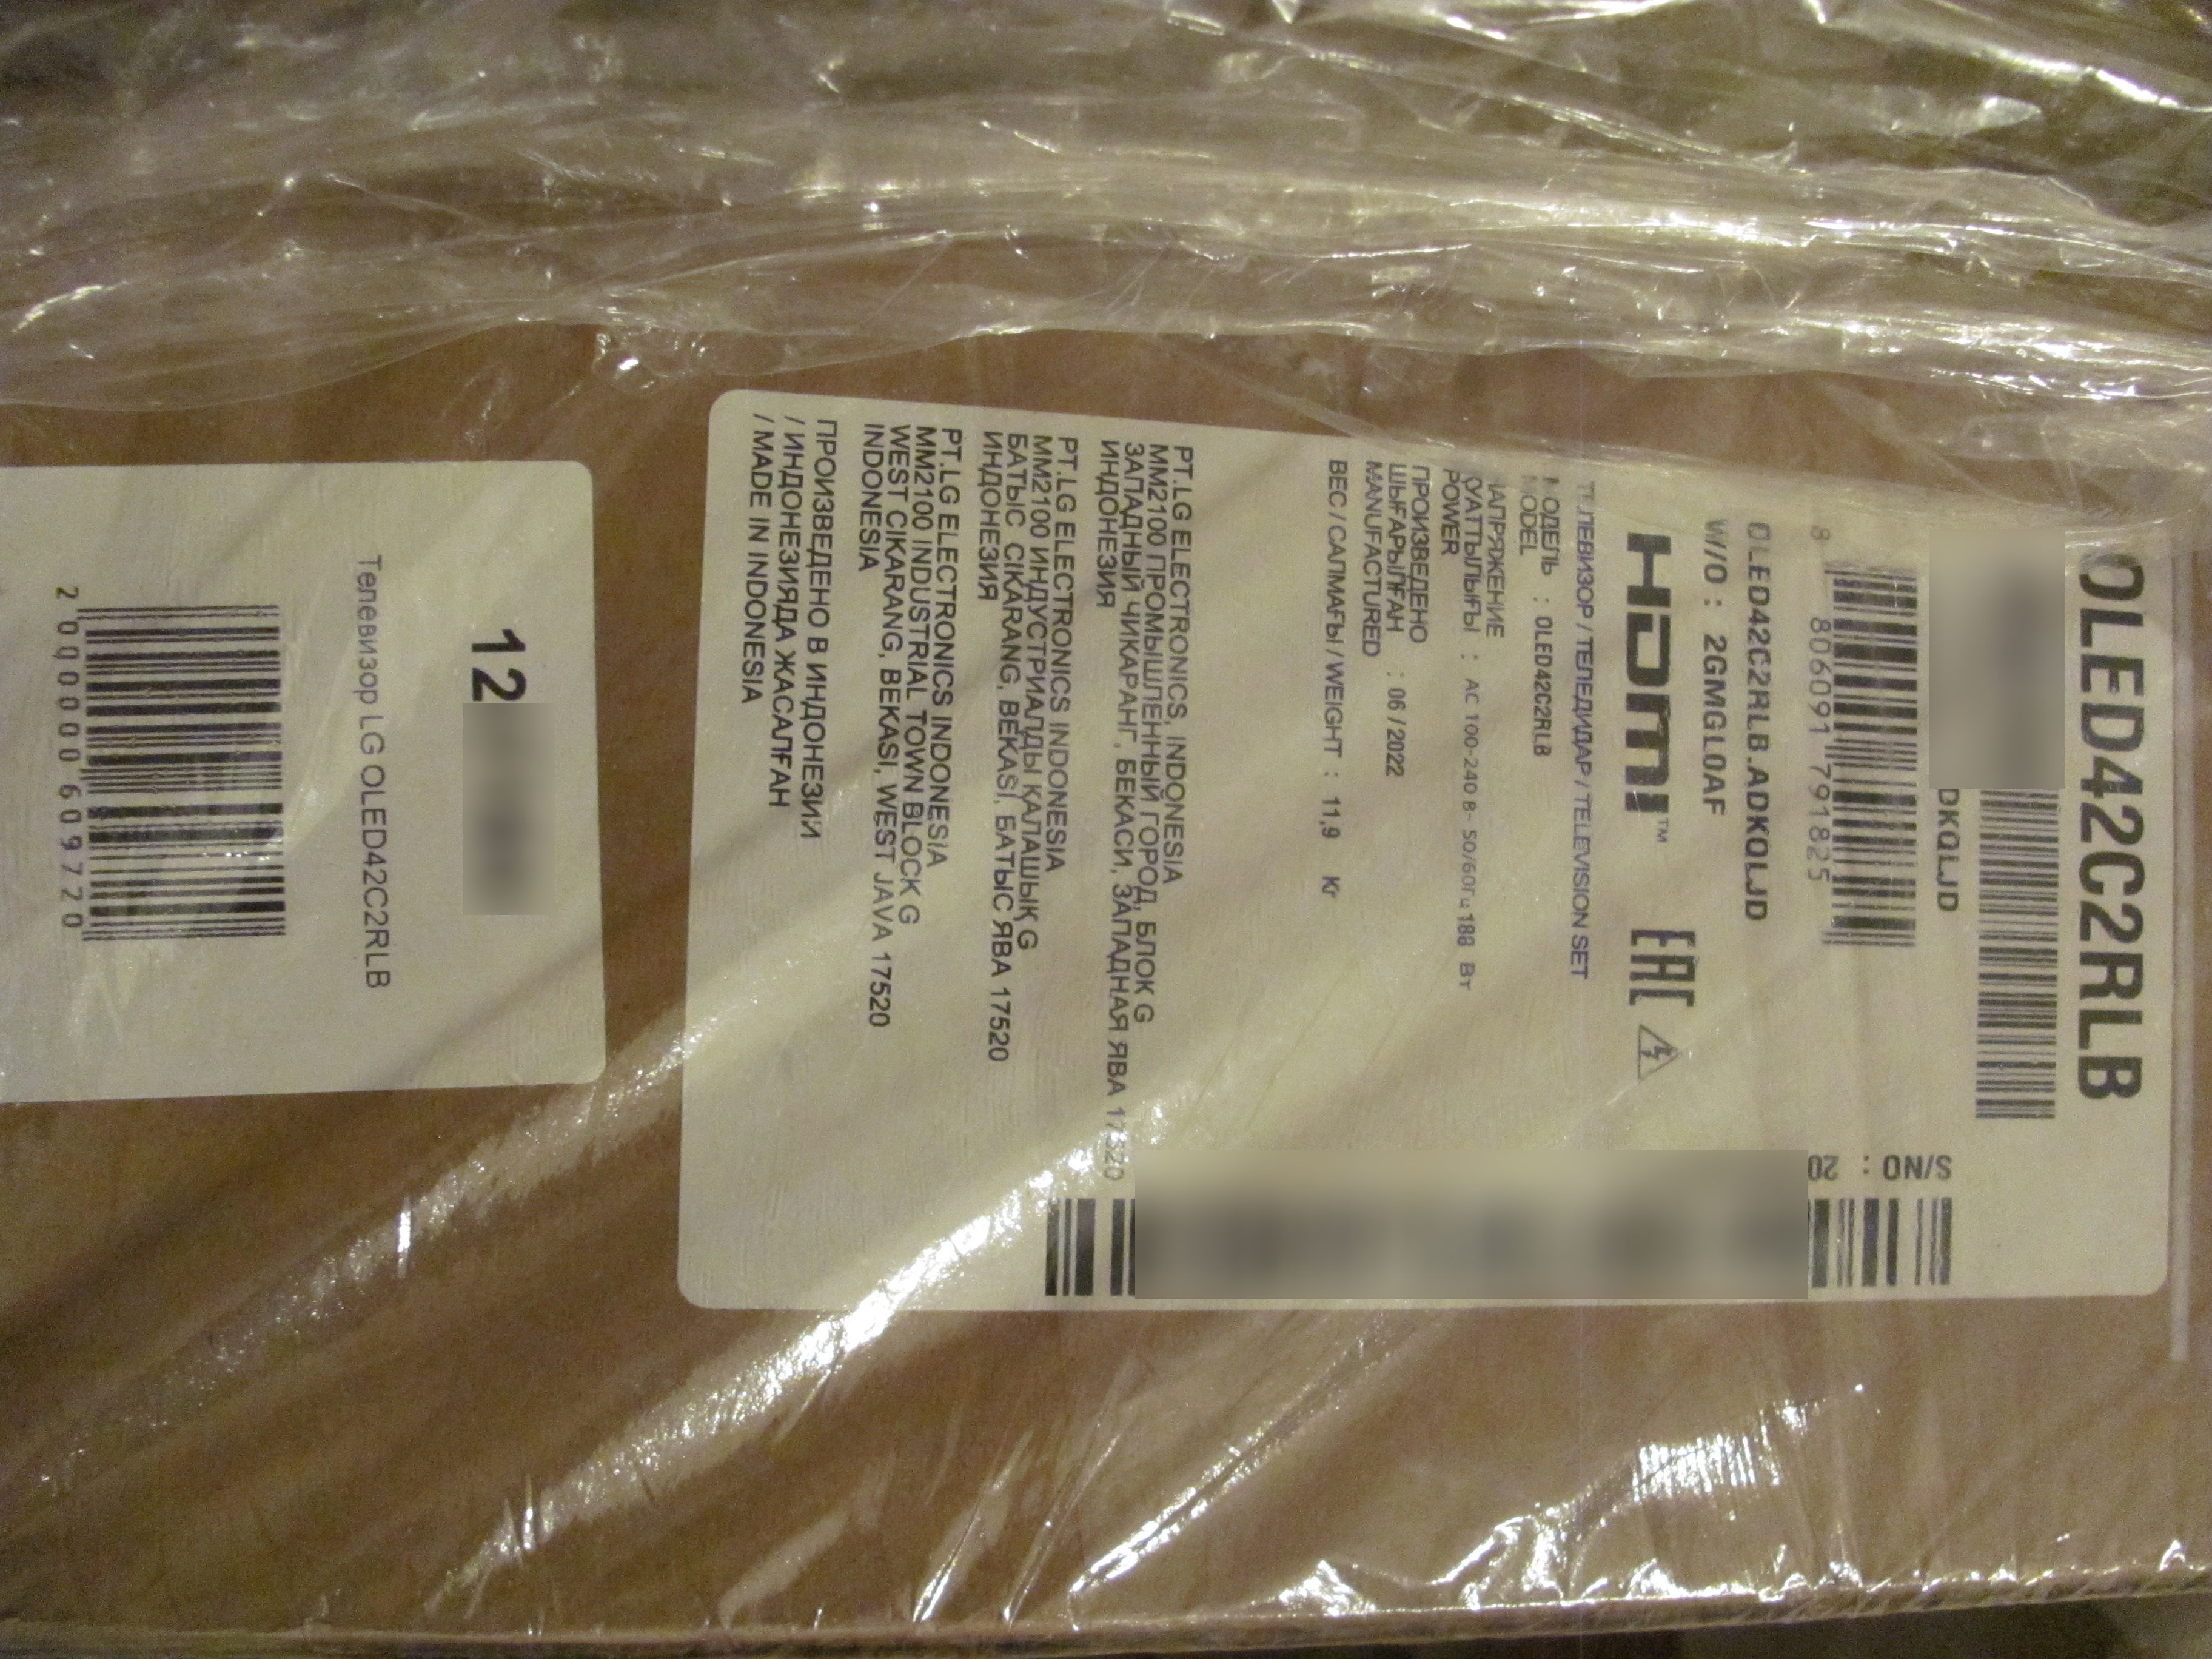 OLED42C2RLB
DKQLJD
8 806091 791825
OLED42C2RLB.ADKQLJD
W/O : 2GMGL0AF
HDMI™
EAC
ТЕЛЕВИЗОР / ТЕЛЕДИДАР / TELEVISION SET
МОДЕЛЬ : OLED42C2RLB
MODEL
НАПРЯЖЕНИЕ
ҚУАТТЫЛЫҒЫ : AC 100-240 В~ 50/60Гц 188 Вт
POWER
ПРОИЗВЕДЕНО
ШЫҒАРЫЛҒАН : 06 / 2022
MANUFACTURED
ВЕС / САЛМАҒЫ / WEIGHT : 11,9 Кг
PT.LG ELECTRONICS, INDONESIA
MM2100 ПРОМЫШЛЕННЫЙ ГОРОД, БЛОК G
ЗАПАДНЫЙ ЧИКАРАНГ, БЕКАСИ, ЗАПАДНАЯ ЯВА 17520
ИНДОНЕЗИЯ
PT.LG ELECTRONICS INDONESIA
MM2100 ИНДУСТРИАЛДЫ ҚАЛАШЫҚ G
БАТЫС CIKARANG, BEKASI, БАТЫС ЯВА 17520
ИНДОНЕЗИЯ
PT.LG ELECTRONICS INDONESIA
MM2100 INDUSTRIAL TOWN BLOCK G
WEST CIKARANG, BEKASI, WEST JAVA 17520
INDONESIA
ПРОИЗВЕДЕНО В ИНДОНЕЗИИ
/ ИНДОНЕЗИЯДА ЖАСАЛҒАН
/ MADE IN INDONESIA
S/NO : 20
12
Телевизор LG OLED42C2RLB
2 000000 609720